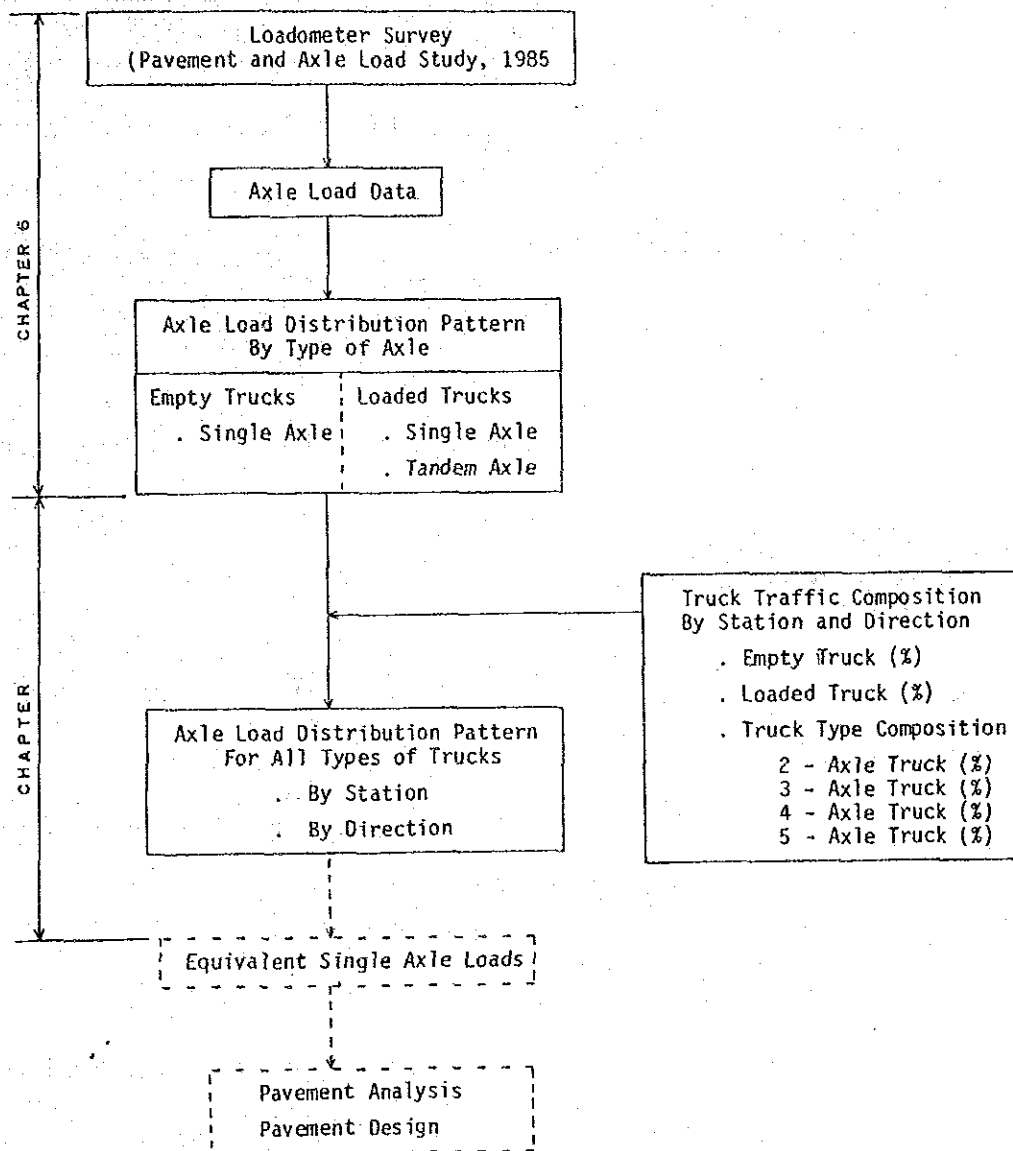 Loadometer Survey
(Pavement and Axle Load Study, 1985
Axle Load Data
CHAPTER 6
Axle Load Distribution Pattern
By Type of Axle
Empty Trucks
. Single Axle
Loaded Trucks
. Single Axle
. Tandem Axle
Truck Traffic Composition
By Station and Direction
. Empty Truck (%)
. Loaded Truck (%)
. Truck Type Composition
2 - Axle Truck (%)
3 - Axle Truck (%)
4 - Axle Truck (%)
5 - Axle Truck (%)
CHAPTER
Axle Load Distribution Pattern
For All Types of Trucks
. By Station
. By Direction
Equivalent Single Axle Loads
Pavement Analysis
Pavement Design